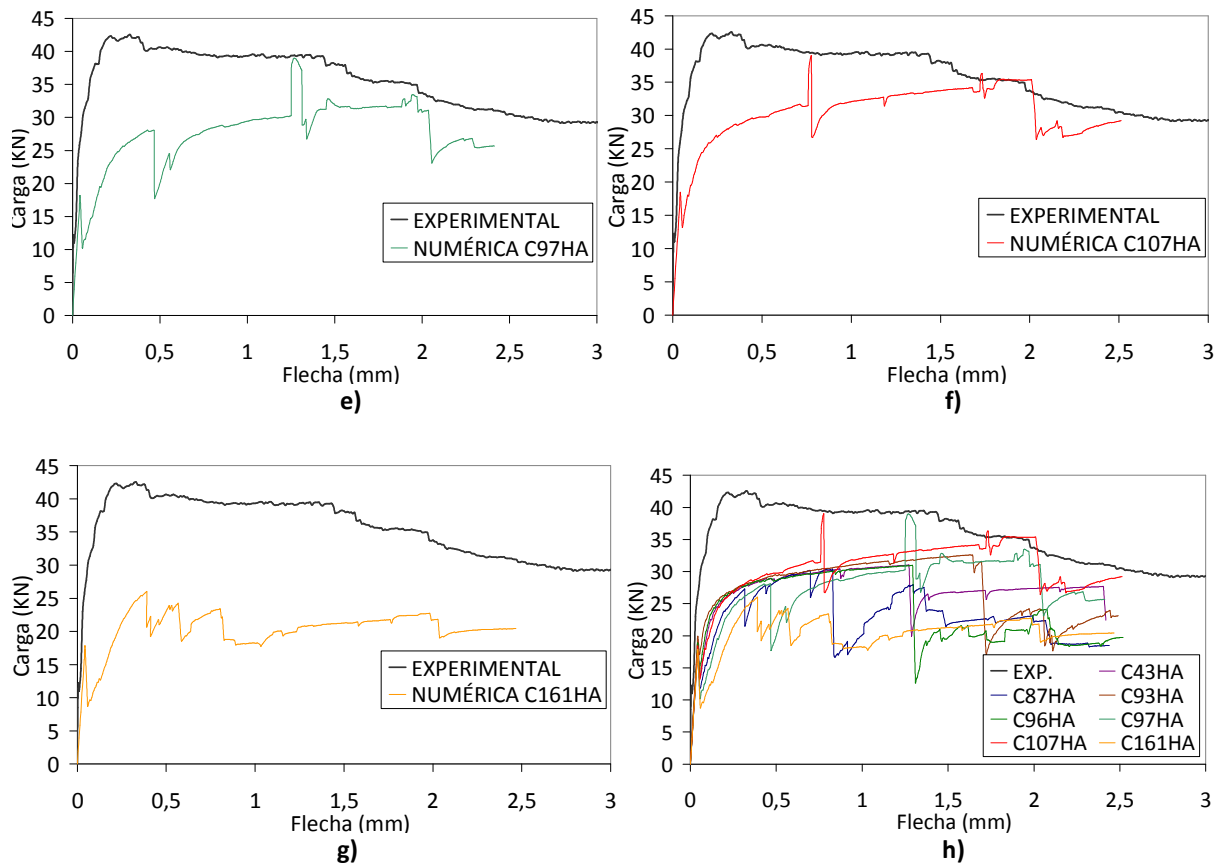 45
40
35
30
25
20
15
10
5
0
Carga (KN)
EXPERIMENTAL
NUMÉRICA C97HA
0 0,5 1 1,5 2 2,5 3
Flecha (mm)
e)
45
40
35
30
25
20
15
10
5
0
Carga (KN)
EXPERIMENTAL
NUMÉRICA C107HA
0 0,5 1 1,5 2 2,5 3
Flecha (mm)
f)
45
40
35
30
25
20
15
10
5
0
Carga (KN)
EXPERIMENTAL
NUMÉRICA C161HA
0 0,5 1 1,5 2 2,5 3
Flecha (mm)
g)
45
40
35
30
25
20
15
10
5
0
Carga (KN)
EXP. C43HA
C87HA C93HA
C96HA C97HA
C107HA C161HA
0 0,5 1 1,5 2 2,5 3
Flecha (mm)
h)